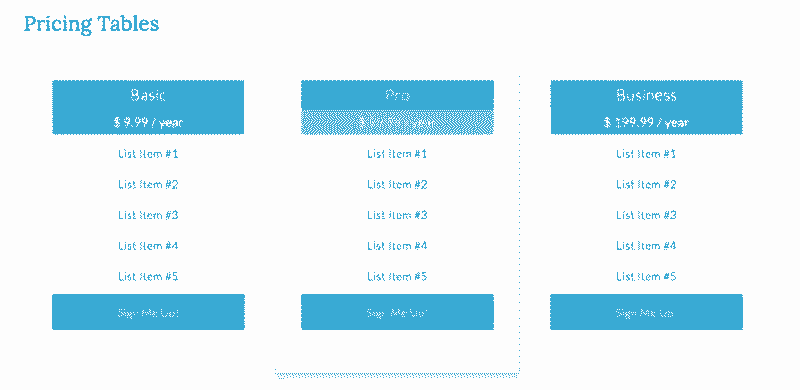 Pricing Tables
Basic
$ 9.99 / year
List Item #1
List Item #2
List Item #3
List Item #4
List Item #5
Sign Me Up!
Pro
/ year
List Item #1
List Item #2
List Item #3
List Item #4
List Item #5
Sign Me Up!
Business
$ 199.99 / year
List Item #1
List Item #2
List Item #3
List Item #4
List Item #5
Sign Me Up